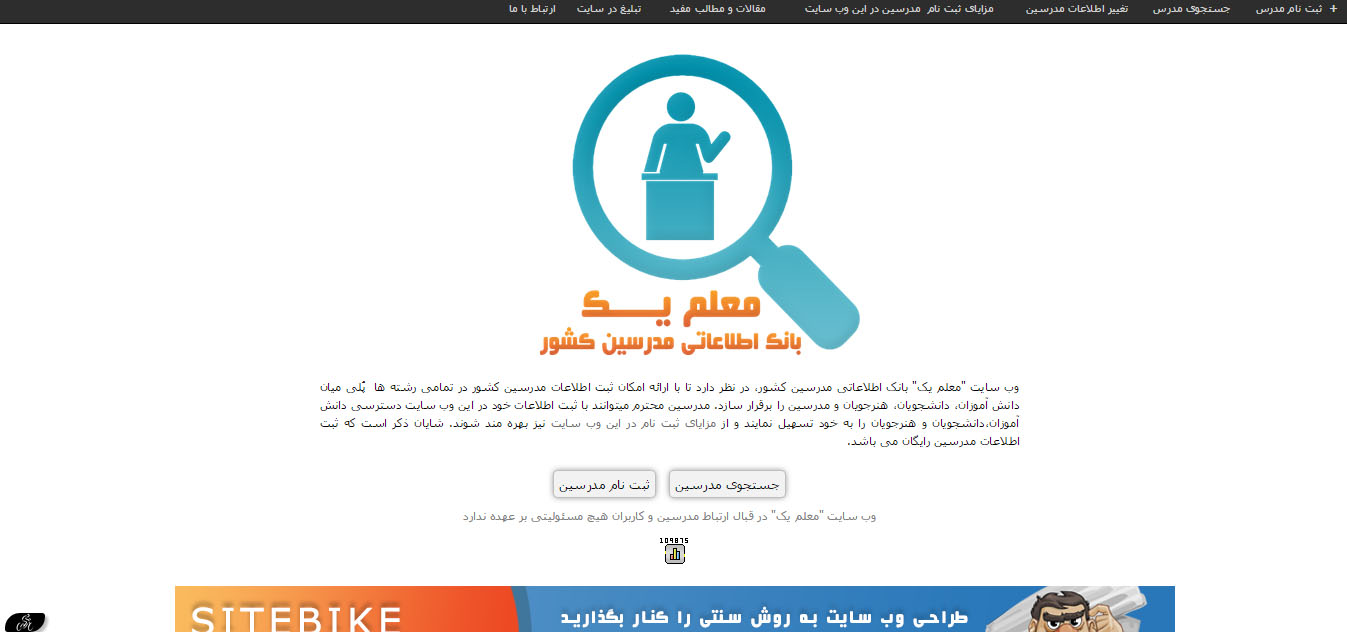 + ثبت نام مدرس جستجوی مدرس تغییر اطلاعات مدرسین مزایای ثبت نام مدرسین در این وب سایت مقالات و مطالب مفید تبلیغ در سایت ارتباط با ما
معلم یک
بانک اطلاعاتی مدرسین کشور
وب سایت "معلم یک" بانک اطلاعاتی مدرسین کشور، در نظر دارد تا با ارائه امکان ثبت اطلاعات مدرسین کشور در تمامی رشته ها پُلی میان
دانش آموزان، دانشجویان، هنرجویان و مدرسین را برقرار سازد. مدرسین محترم میتوانند با ثبت اطلاعات خود در این وب سایت دسترسی دانش
آموزان،دانشجویان و هنرجویان را به خود تسهیل نمایند و از مزایای ثبت نام در این وب سایت نیز بهره مند شوند. شایان ذکر است که ثبت
اطلاعات مدرسین رایگان می باشد.
جستجوی مدرسین ثبت نام مدرسین
وب سایت "معلم یک" در قبال ارتباط مدرسین و کاربران هیچ مسئولیتی بر عهده ندارد
109875
طراحی وب سایت به روش سنتی را کنار بگذارید
SITEBIKE